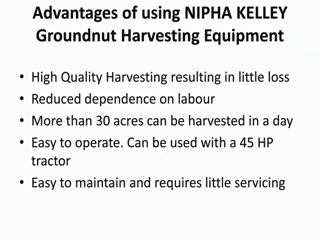 Advantages of using NIPHA KELLEY
Groundnut Harvesting Equipment
• High Quality Harvesting resulting in little loss
• Reduced dependence on labour
• More than 30 acres can be harvested in a day
• Easy to operate. Can be used with a 45 HP
tractor
• Easy to maintain and requires little servicing